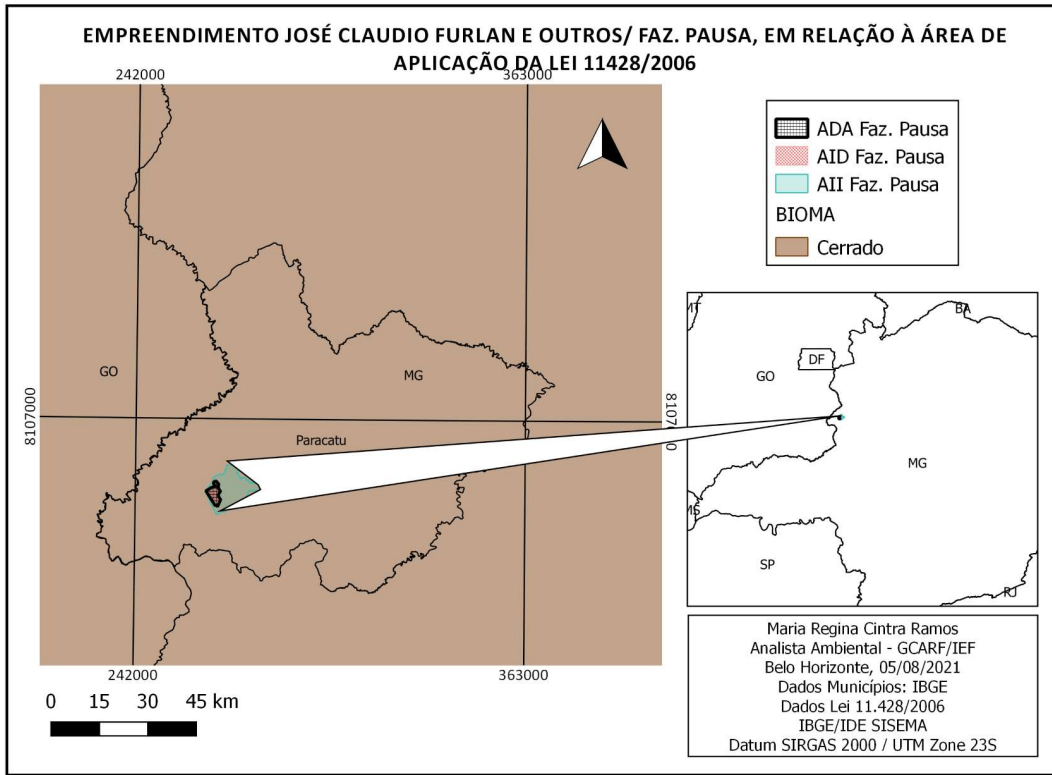 EMPREENDIMENTO JOSÉ CLAUDIO FURLAN E OUTROS/ FAZ. PAUSA, EM RELAÇÃO À ÁREA DE
APLICAÇÃO DA LEI 11428/2006
242000
363000
ADA Faz. Pausa
AID Faz. Pausa
AII Faz. Pausa
BIOMA
Cerrado
GO
MG
8107000
Paracatu
242000
363000
0 15 30 45 km
MT
BA
DF
GO
MG
MS
SP
RJ
Maria Regina Cintra Ramos
Analista Ambiental - GCARF/IEF
Belo Horizonte, 05/08/2021
Dados Municípios: IBGE
Dados Lei 11.428/2006
IBGE/IDE SISEMA
Datum SIRGAS 2000 / UTM Zone 23S